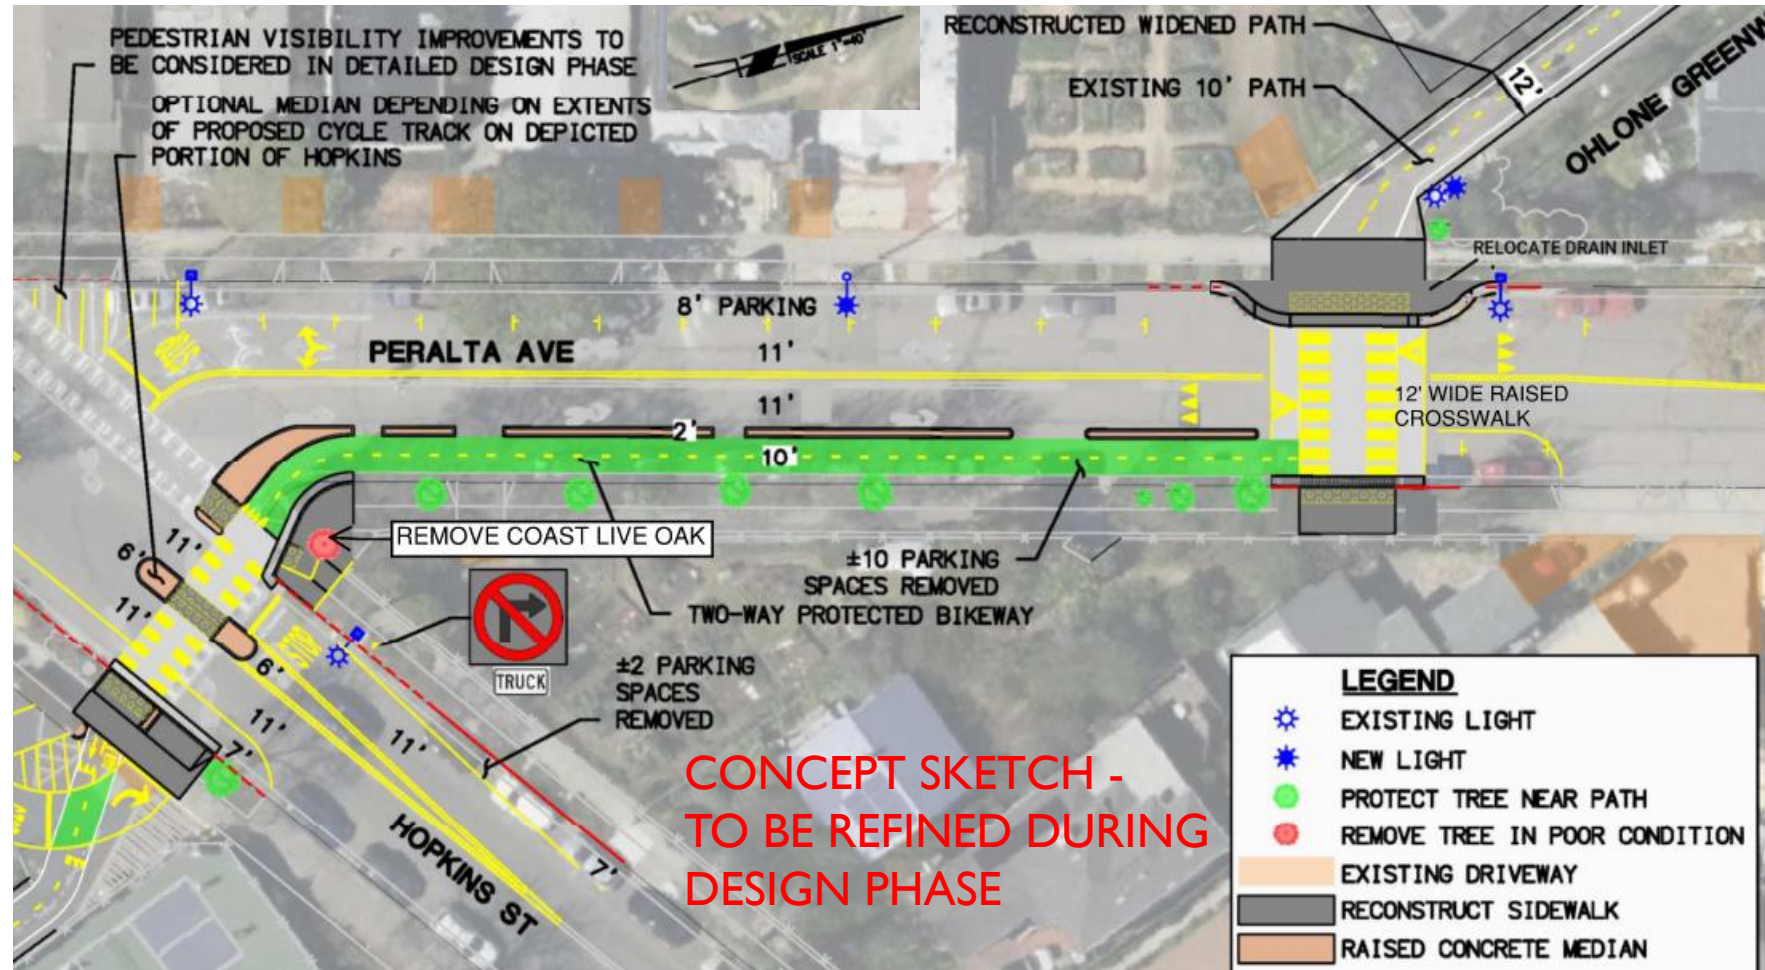 PEDESTRIAN VISIBILITY IMPROVEMENTS TO
BE CONSIDERED IN DETAILED DESIGN PHASE
OPTIONAL MEDIAN DEPENDING ON EXTENTS
OF PROPOSED CYCLE TRACK ON DEPICTED
PORTION OF HOPKINS
SCALE 1"=40'
RECONSTRUCTED WIDENED PATH
EXISTING 10' PATH
12'
OHLONE GREENW
RELOCATE DRAIN INLET
8' PARKING
PERALTA AVE
11'
11'
12' WIDE RAISED
CROSSWALK
2'
10'
REMOVE COAST LIVE OAK
±10 PARKING
SPACES REMOVED
TWO-WAY PROTECTED BIKEWAY
11'
6'
11'
6'
TRUCK
±2 PARKING
SPACES
REMOVED
11'
7'
11'
7'
HOPKINS ST
CONCEPT SKETCH -
TO BE REFINED DURING
DESIGN PHASE
LEGEND
EXISTING LIGHT
NEW LIGHT
PROTECT TREE NEAR PATH
REMOVE TREE IN POOR CONDITION
EXISTING DRIVEWAY
RECONSTRUCT SIDEWALK
RAISED CONCRETE MEDIAN